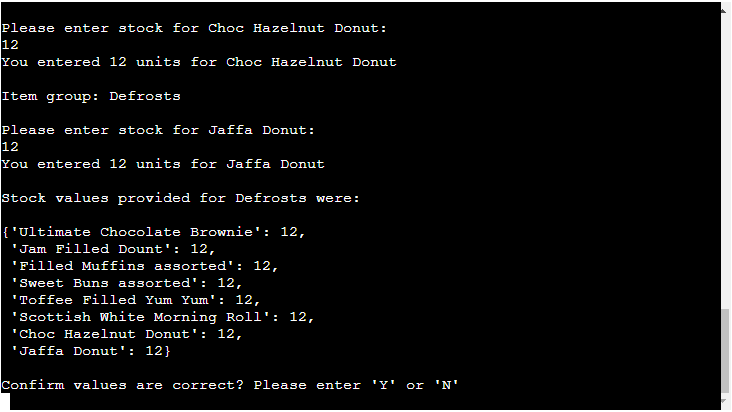 Please enter stock for Choc Hazelnut Donut:
12
You entered 12 units for Choc Hazelnut Donut
Item group: Defrosts
Please enter stock for Jaffa Donut:
12
You entered 12 units for Jaffa Donut
Stock values provided for Defrosts were:
{'Ultimate Chocolate Brownie': 12,
 'Jam Filled Dount': 12,
 'Filled Muffins assorted': 12,
 'Sweet Buns assorted': 12,
 'Toffee Filled Yum Yum': 12,
 'Scottish White Morning Roll': 12,
 'Choc Hazelnut Donut': 12,
 'Jaffa Donut': 12}
Confirm values are correct? Please enter 'Y' or 'N'